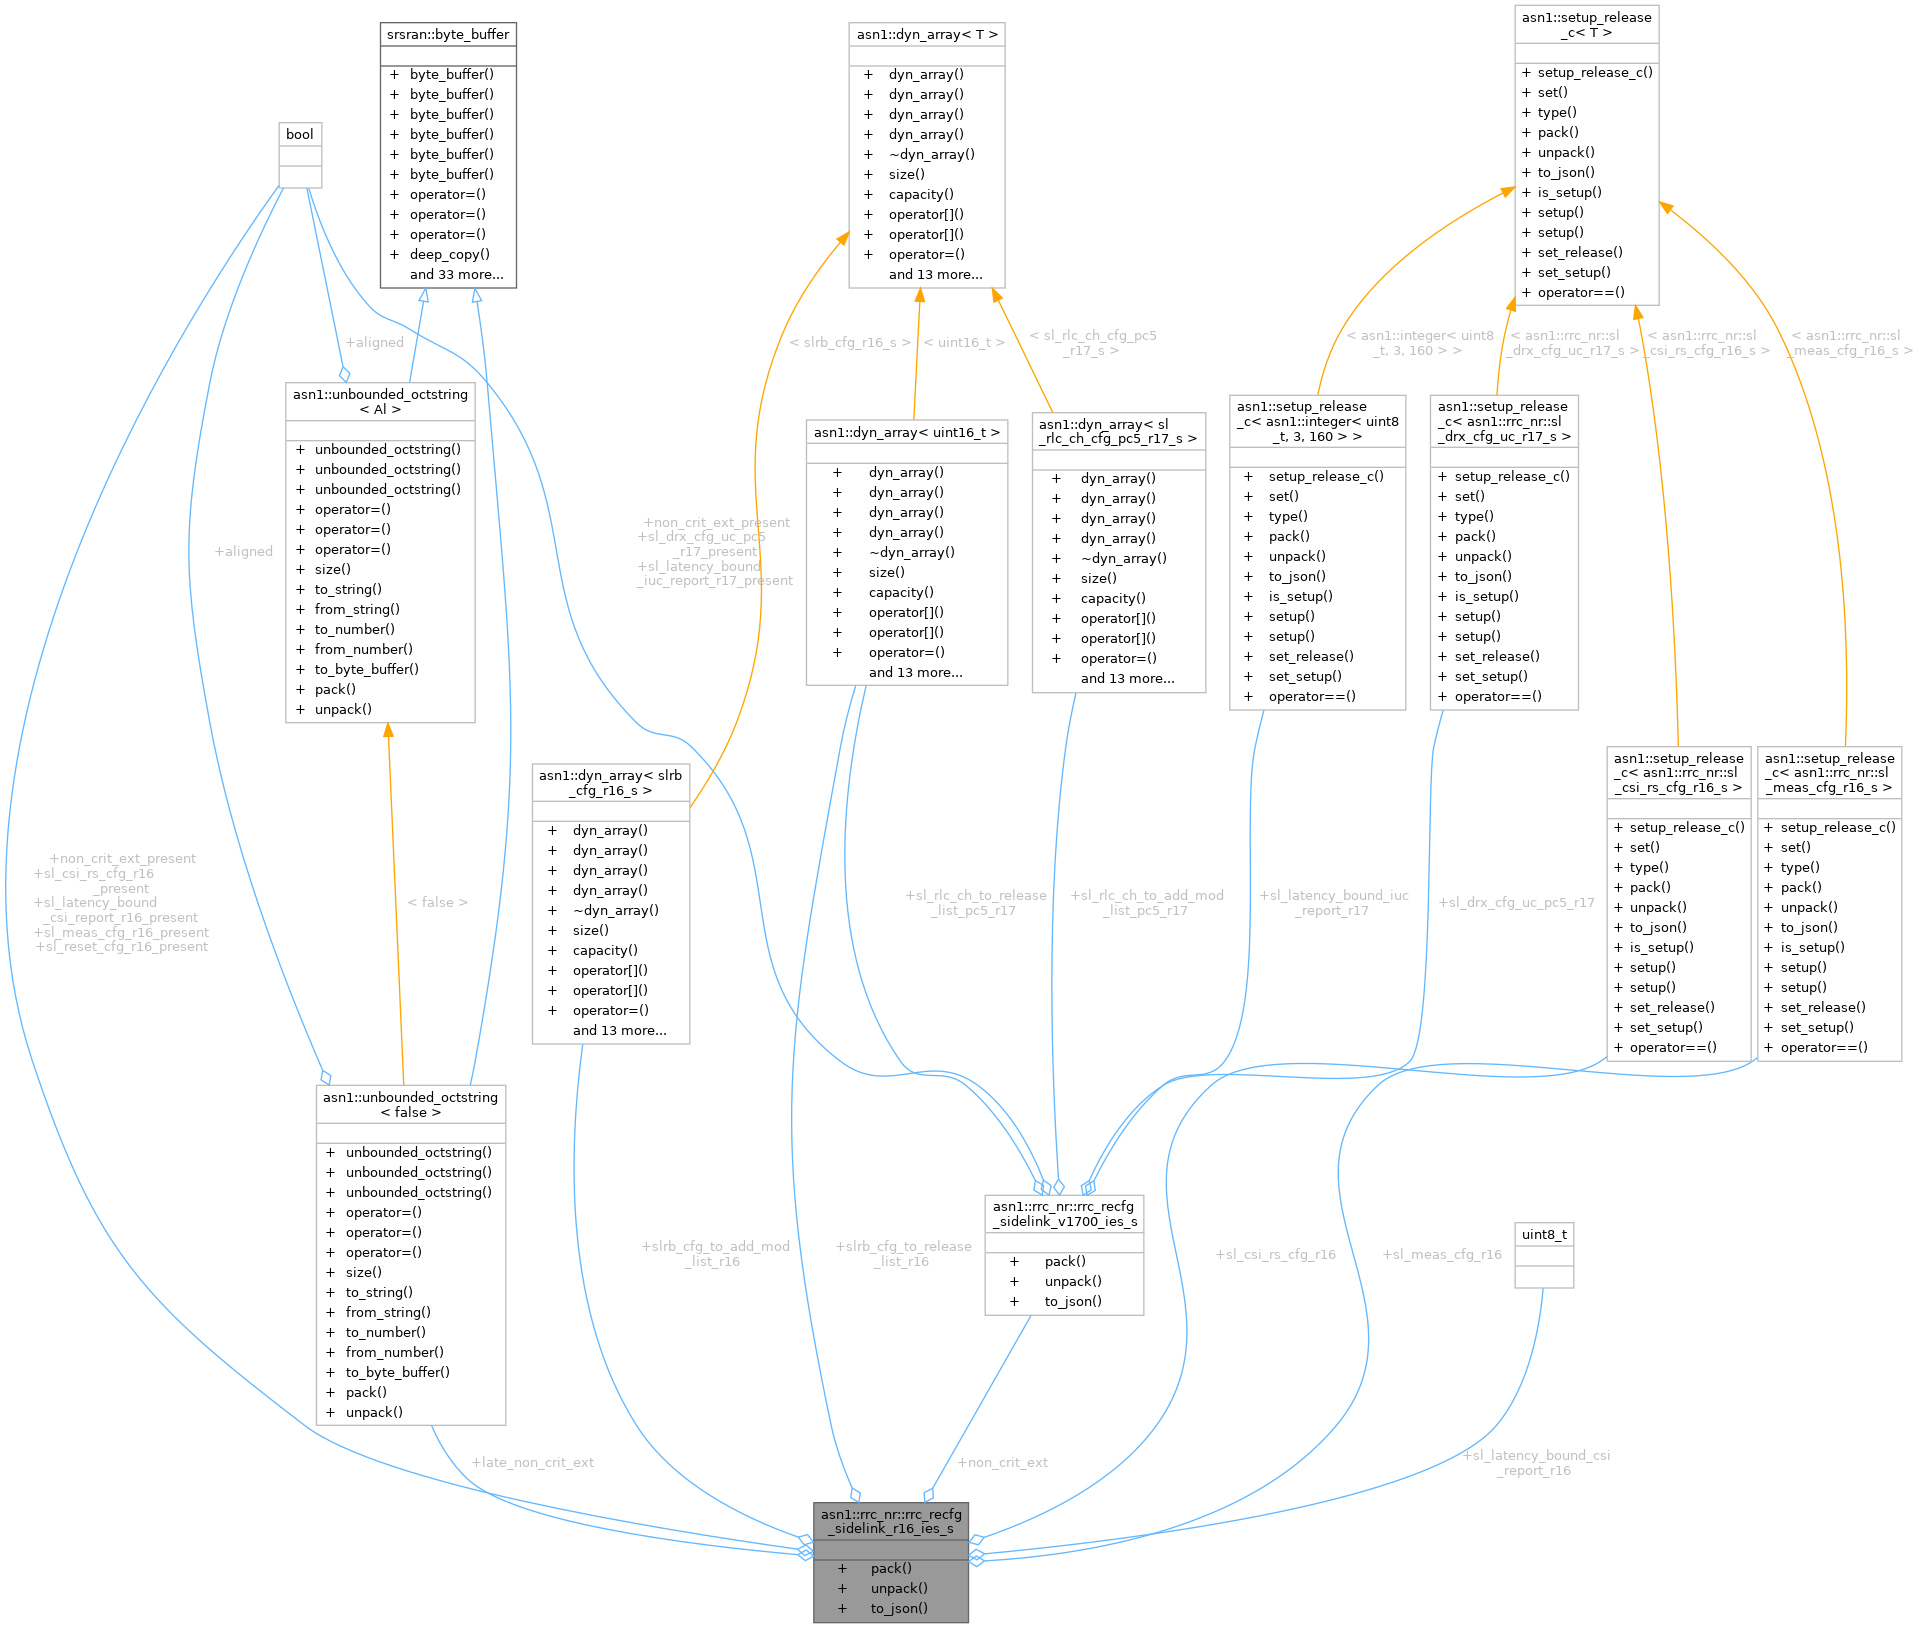 asn1::setup_release
_c< T >
+ setup_release_c()
+ set()
+ type()
+ pack()
+ unpack()
+ to_json()
+ is_setup()
+ setup()
+ setup()
+ set_release()
+ set_setup()
+ operator==()
srsran::byte_buffer
+ byte_buffer()
+ byte_buffer()
+ byte_buffer()
+ byte_buffer()
+ byte_buffer()
+ byte_buffer()
+ operator=()
+ operator=()
+ operator=()
+ deep_copy()
and 33 more...
asn1::dyn_array< T >
+ dyn_array()
+ dyn_array()
+ dyn_array()
+ dyn_array()
+ ~dyn_array()
+ size()
+ capacity()
+ operator[]()
+ operator[]()
+ operator=()
and 13 more...
bool
+aligned
< slrb_cfg_r16_s >
< uint16_t >
< sl_rlc_ch_cfg_pc5
_r17_s >
< asn1::integer< uint8
_t, 3, 160 > >
< asn1::rrc_nr::sl
_drx_cfg_uc_r17_s >
< asn1::rrc_nr::sl
_csi_rs_cfg_r16_s >
< asn1::rrc_nr::sl
_meas_cfg_r16_s >
asn1::unbounded_octstring
< Al >
+ unbounded_octstring()
+ unbounded_octstring()
+ unbounded_octstring()
+ operator=()
+ operator=()
+ operator=()
+ size()
+ to_string()
+ from_string()
+ to_number()
+ from_number()
+ to_byte_buffer()
+ pack()
+ unpack()
asn1::dyn_array< uint16_t >
+ dyn_array()
+ dyn_array()
+ dyn_array()
+ dyn_array()
+ ~dyn_array()
+ size()
+ capacity()
+ operator[]()
+ operator[]()
+ operator=()
and 13 more...
asn1::dyn_array< sl
_rlc_ch_cfg_pc5_r17_s >
+ dyn_array()
+ dyn_array()
+ dyn_array()
+ dyn_array()
+ ~dyn_array()
+ size()
+ capacity()
+ operator[]()
+ operator[]()
+ operator=()
and 13 more...
asn1::setup_release
_c< asn1::integer< uint8
_t, 3, 160 > >
+ setup_release_c()
+ set()
+ type()
+ pack()
+ unpack()
+ to_json()
+ is_setup()
+ setup()
+ setup()
+ set_release()
+ set_setup()
+ operator==()
asn1::setup_release
_c< asn1::rrc_nr::sl
_drx_cfg_uc_r17_s >
+ setup_release_c()
+ set()
+ type()
+ pack()
+ unpack()
+ to_json()
+ is_setup()
+ setup()
+ setup()
+ set_release()
+ set_setup()
+ operator==()
+aligned
+non_crit_ext_present
+sl_drx_cfg_uc_pc5
_r17_present
+sl_latency_bound
_iuc_report_r17_present
asn1::dyn_array< slrb
_cfg_r16_s >
+ dyn_array()
+ dyn_array()
+ dyn_array()
+ dyn_array()
+ ~dyn_array()
+ size()
+ capacity()
+ operator[]()
+ operator[]()
+ operator=()
and 13 more...
asn1::setup_release
_c< asn1::rrc_nr::sl
_csi_rs_cfg_r16_s >
+ setup_release_c()
+ set()
+ type()
+ pack()
+ unpack()
+ to_json()
+ is_setup()
+ setup()
+ setup()
+ set_release()
+ set_setup()
+ operator==()
asn1::setup_release
_c< asn1::rrc_nr::sl
_meas_cfg_r16_s >
+ setup_release_c()
+ set()
+ type()
+ pack()
+ unpack()
+ to_json()
+ is_setup()
+ setup()
+ setup()
+ set_release()
+ set_setup()
+ operator==()
+non_crit_ext_present
+sl_csi_rs_cfg_r16
_present
+sl_latency_bound
_csi_report_r16_present
+sl_meas_cfg_r16_present
+sl_reset_cfg_r16_present
< false >
+sl_rlc_ch_to_release
_list_pc5_r17
+sl_rlc_ch_to_add_mod
_list_pc5_r17
+sl_latency_bound_iuc
_report_r17
+sl_drx_cfg_uc_pc5_r17
asn1::unbounded_octstring
< false >
+ unbounded_octstring()
+ unbounded_octstring()
+ unbounded_octstring()
+ operator=()
+ operator=()
+ operator=()
+ size()
+ to_string()
+ from_string()
+ to_number()
+ from_number()
+ to_byte_buffer()
+ pack()
+ unpack()
asn1::rrc_nr::rrc_recfg
_sidelink_v1700_ies_s
+ pack()
+ unpack()
+ to_json()
uint8_t
+slrb_cfg_to_add_mod
_list_r16
+slrb_cfg_to_release
_list_r16
+sl_csi_rs_cfg_r16
+sl_meas_cfg_r16
+late_non_crit_ext
+non_crit_ext
+sl_latency_bound_csi
_report_r16
asn1::rrc_nr::rrc_recfg
_sidelink_r16_ies_s
+ pack()
+ unpack()
+ to_json()